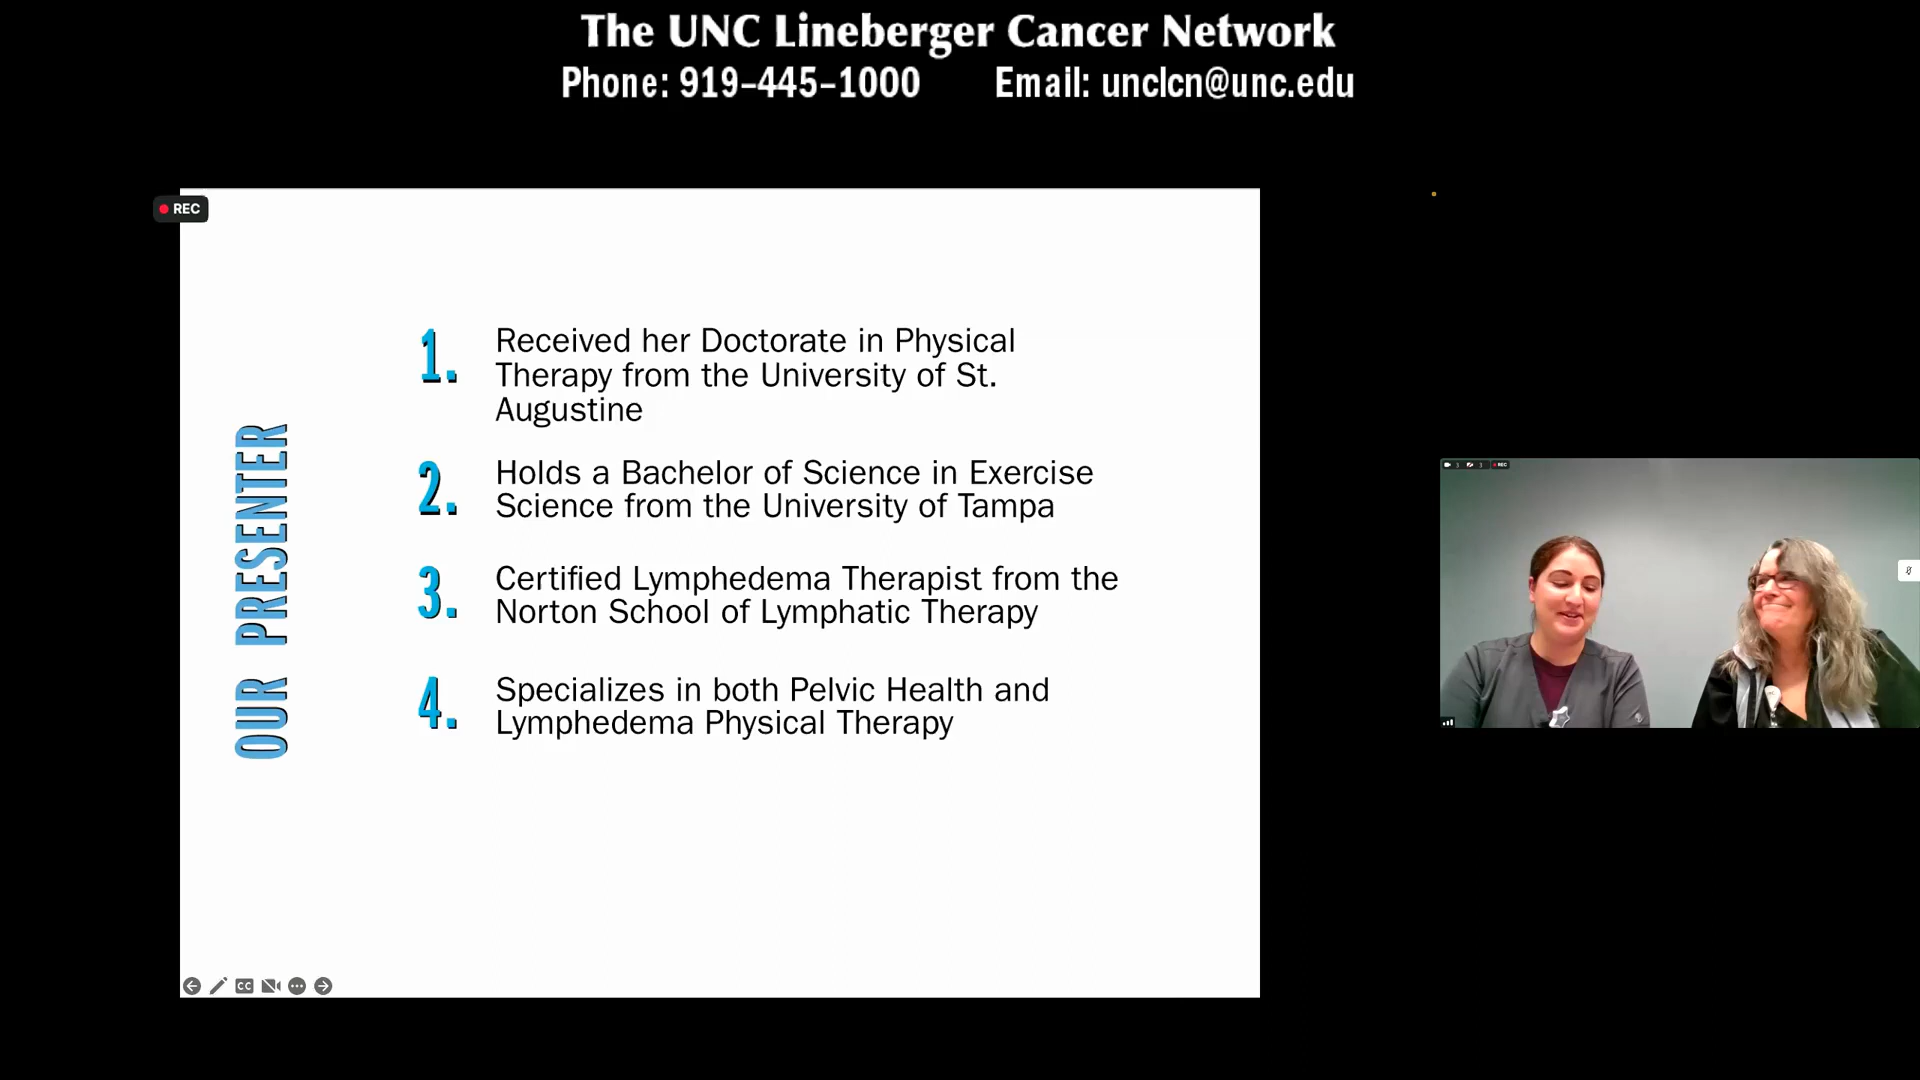 The UNC Lineberger Cancer Network
Phone: 919-445-1000 Email: unclcn@unc.edu
REC
OUR PRESENTER
1. Received her Doctorate in Physical
Therapy from the University of St.
Augustine
2. Holds a Bachelor of Science in Exercise
Science from the University of Tampa
3. Certified Lymphedema Therapist from the
Norton School of Lymphatic Therapy
4. Specializes in both Pelvic Health and
Lymphedema Physical Therapy
CC
REC